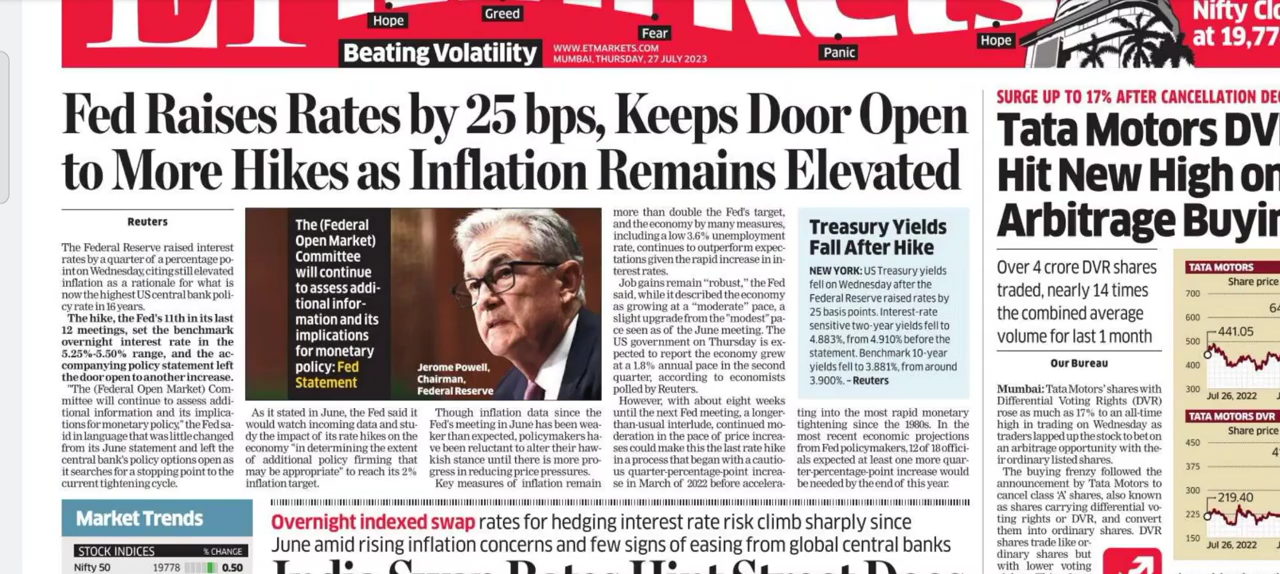 ET Markets
Hope
Greed
Fear
Panic
Hope
Beating Volatility
WWW.ETMARKETS.COM
MUMBAI, THURSDAY, 27 JULY 2023
Nifty Clo
at 19,77
Fed Raises Rates by 25 bps, Keeps Door Open
to More Hikes as Inflation Remains Elevated
Reuters
The Federal Reserve raised interest
rates by a quarter of a percentage po-
int on Wednesday, citing still elevated
inflation as a rationale for what is
now the highest US central bank poli-
cy rate in 16 years.
The hike, the Fed's 11th in its last
12 meetings, set the benchmark
overnight interest rate in the
5.25%-5.50% range, and the ac-
companying policy statement left
the door open to another increase.
"The (Federal Open Market) Com-
mittee will continue to assess addi-
tional information and its implica-
tions for monetary policy," the Fed sa-
id in language that was little changed
from its June statement and left the
central bank's policy options open as
it searches for a stopping point to the
current tightening cycle.
The (Federal
Open Market)
Committee
will continue
to assess addi-
tional infor-
mation and its
implications
for monetary
policy: Fed
Statement
Jerome Powell,
Chairman,
Federal Reserve
As it stated in June, the Fed said it
would watch incoming data and stu-
dy the impact of its rate hikes on the
economy "in determining the extent
of additional policy firming that
may be appropriate" to reach its 2%
inflation target.
Though inflation data since the
Fed's meeting in June has been wea-
ker than expected, policymakers ha-
ve been reluctant to alter their haw-
kish stance until there is more pro-
gress in reducing price pressures.
Key measures of inflation remain
more than double the Fed's target,
and the economy by many measures,
including a low 3.6% unemployment
rate, continues to outperform expec-
tations given the rapid increase in in-
terest rates.
Job gains remain "robust," the Fed
said, while it described the economy
as growing at a "moderate" pace, a
slight upgrade from the "modest" pa-
ce seen as of the June meeting. The
US government on Thursday is ex-
pected to report the economy grew
at a 1.8% annual pace in the second
quarter, according to economists
polled by Reuters.
However, with about eight weeks
until the next Fed meeting, a longer-
than-usual interlude, continued mo-
deration in the pace of price increa-
ses could make this the last rate hike
in a process that began with a cautio-
us quarter-percentage-point increa-
se in March of 2022 before accelera-
ting into the most rapid monetary
tightening since the 1980s. In the
most recent economic projections
from Fed policymakers, 12 of 18 offici-
als expected at least one more quar-
ter-percentage-point increase would
be needed by the end of this year.
Treasury Yields
Fall After Hike
NEW YORK: US Treasury yields
fell on Wednesday after the
Federal Reserve raised rates by
25 basis points. Interest-rate
sensitive two-year yields fell to
4.883%, from 4.910% before the
statement. Benchmark 10-year
yields fell to 3.881%, from around
3.900%. – Reuters
SURGE UP TO 17% AFTER CANCELLATION DE
Tata Motors DV
Hit New High on
Arbitrage Buyi
Over 4 crore DVR shares
traded, nearly 14 times
the combined average
volume for last 1 month
Our Bureau
Mumbai: Tata Motors' shares with
Differential Voting Rights (DVR)
rose as much as 17% to an all-time
high in trading on Wednesday as
traders lapped up the stock to bet on
an arbitrage opportunity with the-
ir ordinary listed shares.
The buying frenzy followed the
announcement by Tata Motors to
cancel class 'A' shares, also known
as shares carrying differential vo-
ting rights or DVR, and convert
them into ordinary shares. DVR
shares trade like or-
dinary shares but
with lower voting
TATA MOTORS
Share price
700
600
500
400
300
64
441.05
Jul 26, 2022
TATA MOTORS DVR
Share price
450
375
300
225
150
219.40
Jul 26, 2022
Market Trends
STOCK INDICES % CHANGE
Nifty 50 19778 0.50
Overnight indexed swap rates for hedging interest rate risk climb sharply since
June amid rising inflation concerns and few signs of easing from global central banks
India Swap Rates Hint Street Does